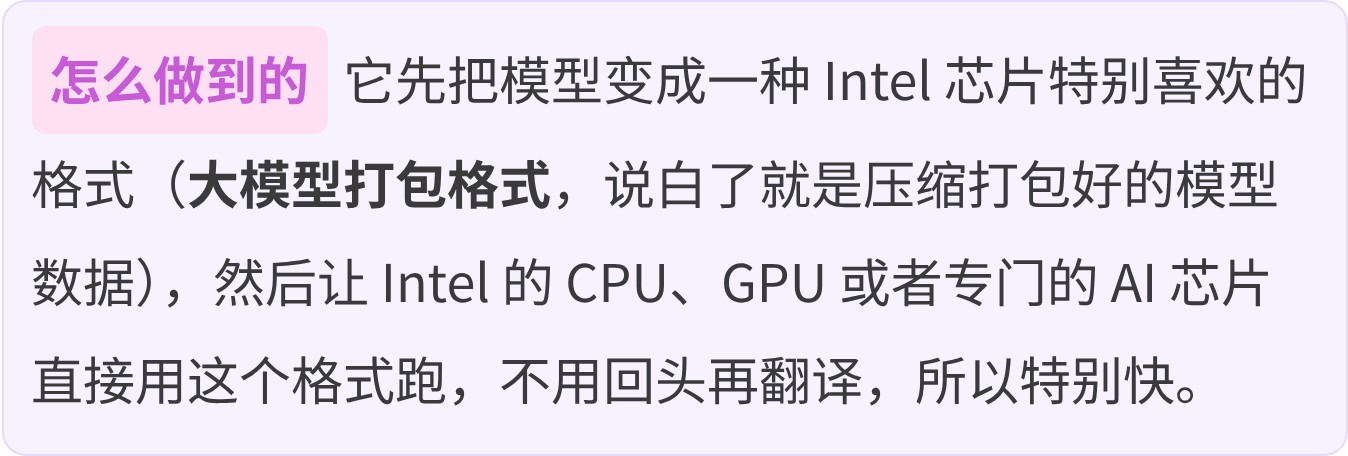 怎么做到的 它先把模型变成一种 Intel 芯片特别喜欢的
格式（大模型打包格式，说白了就是压缩打包好的模型
数据），然后让 Intel 的 CPU、GPU 或者专门的 AI 芯片
直接用这个格式跑，不用回头再翻译，所以特别快。